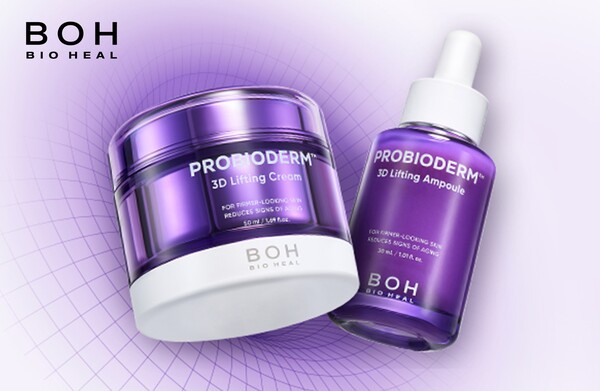 BOH
BIO HEAL
PROBIODERM™
3D Lifting Cream
FOR FIRMER-LOOKING SKIN
REDUCES SIGNS OF AGING
50 ml / 1.69 fl.oz.
BOH
BIO HEAL
PROBIODERM™
3D Lifting Ampoule
FOR FIRMER-LOOKING SKIN
REDUCES SIGNS OF AGING
30 mL / 1.01 fl. oz.
BOH
BIO HEAL